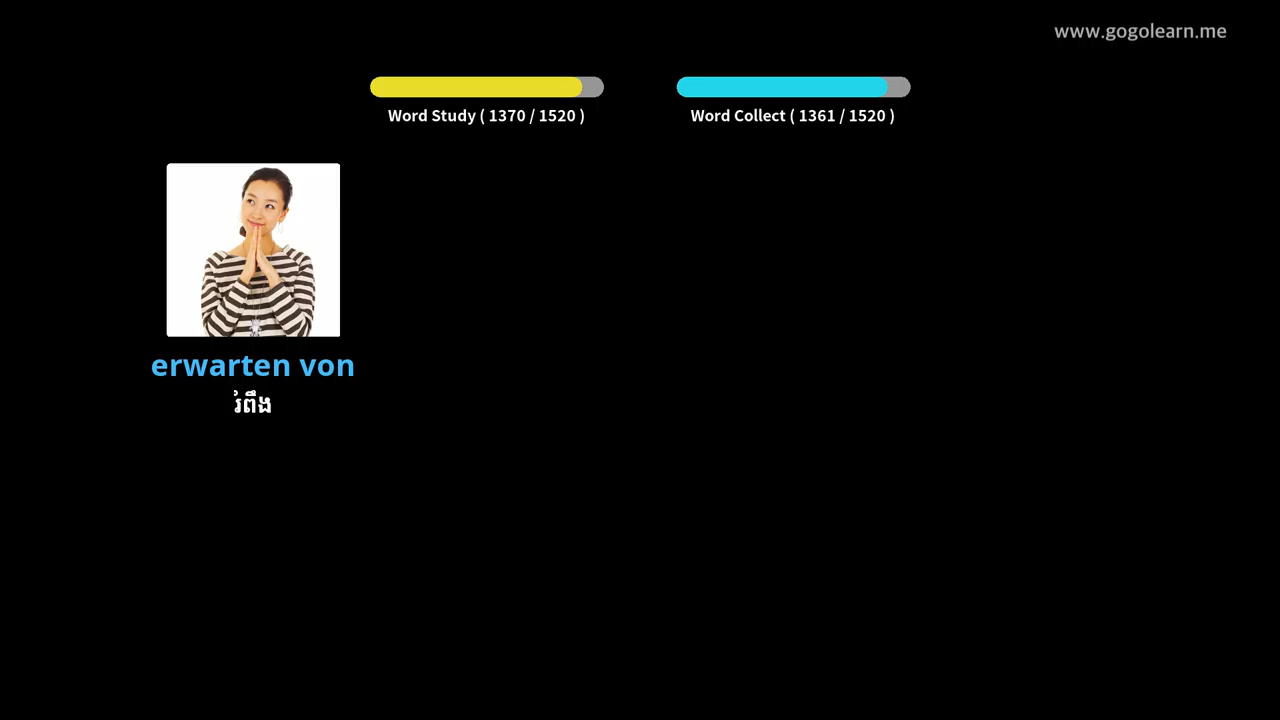 www.gogolearn.me
Word Study ( 1370 / 1520 )
Word Collect ( 1361 / 1520 )
erwarten von
រំពឹង